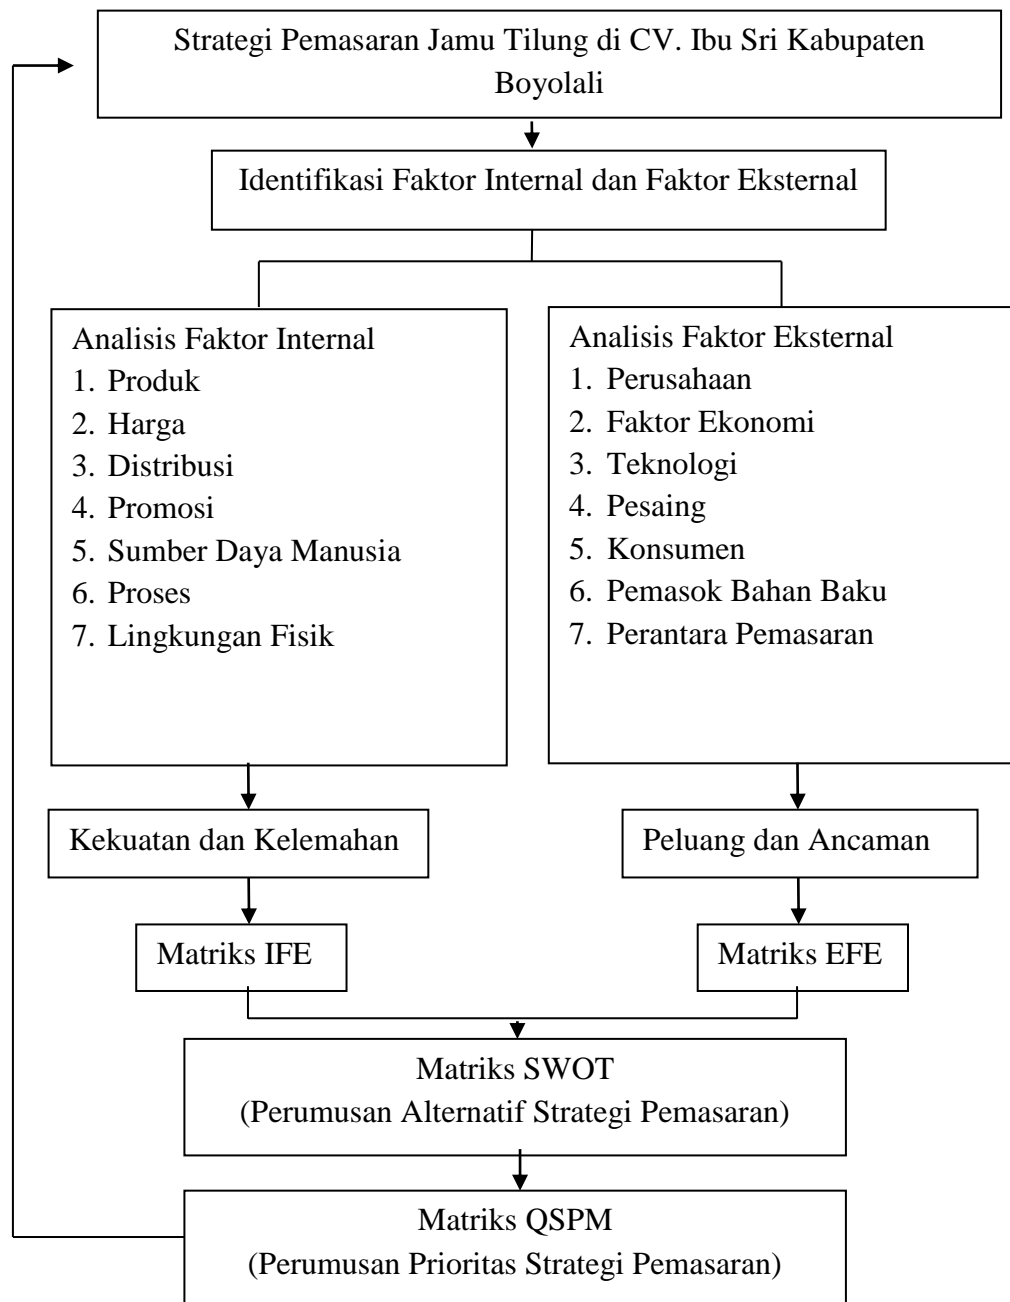 Strategi Pemasaran Jamu Tilung di CV. Ibu Sri Kabupaten
Boyolali
Identifikasi Faktor Internal dan Faktor Eksternal
Analisis Faktor Internal
1. Produk
2. Harga
3. Distribusi
4. Promosi
5. Sumber Daya Manusia
6. Proses
7. Lingkungan Fisik
Analisis Faktor Eksternal
1. Perusahaan
2. Faktor Ekonomi
3. Teknologi
4. Pesaing
5. Konsumen
6. Pemasok Bahan Baku
7. Perantara Pemasaran
Kekuatan dan Kelemahan
Peluang dan Ancaman
Matriks IFE
Matriks EFE
Matriks SWOT
(Perumusan Alternatif Strategi Pemasaran)
Matriks QSPM
(Perumusan Prioritas Strategi Pemasaran)